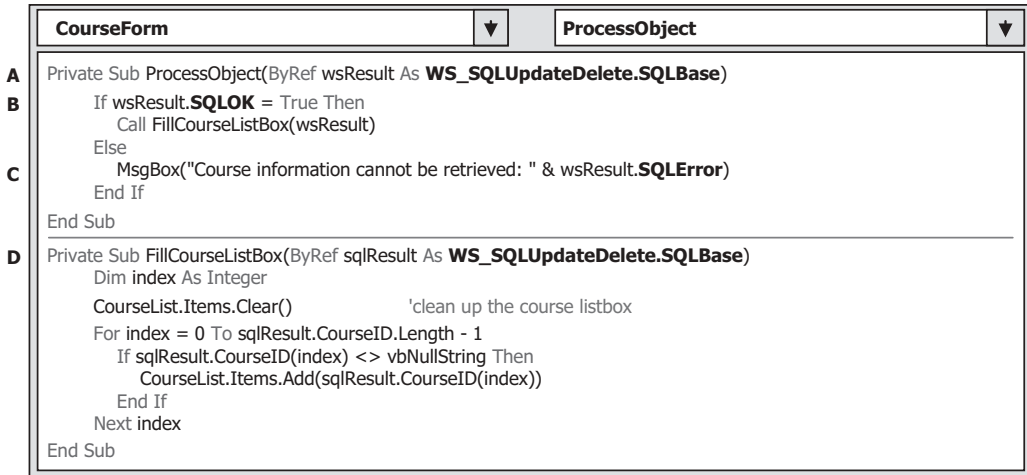 CourseForm ProcessObject
A Private Sub ProcessObject(ByRef wsResult As WS_SQLUpdateDelete.SQLBase)
B If wsResult.SQLOK = True Then
Call FillCourseListBox(wsResult)
Else
C MsgBox("Course information cannot be retrieved: " & wsResult.SQLError)
End If
End Sub
D Private Sub FillCourseListBox(ByRef sqlResult As WS_SQLUpdateDelete.SQLBase)
Dim index As Integer
CourseList.Items.Clear() 'clean up the course listbox
For index = 0 To sqlResult.CourseID.Length - 1
If sqlResult.CourseID(index) <> vbNullString Then
CourseList.Items.Add(sqlResult.CourseID(index))
End If
Next index
End Sub